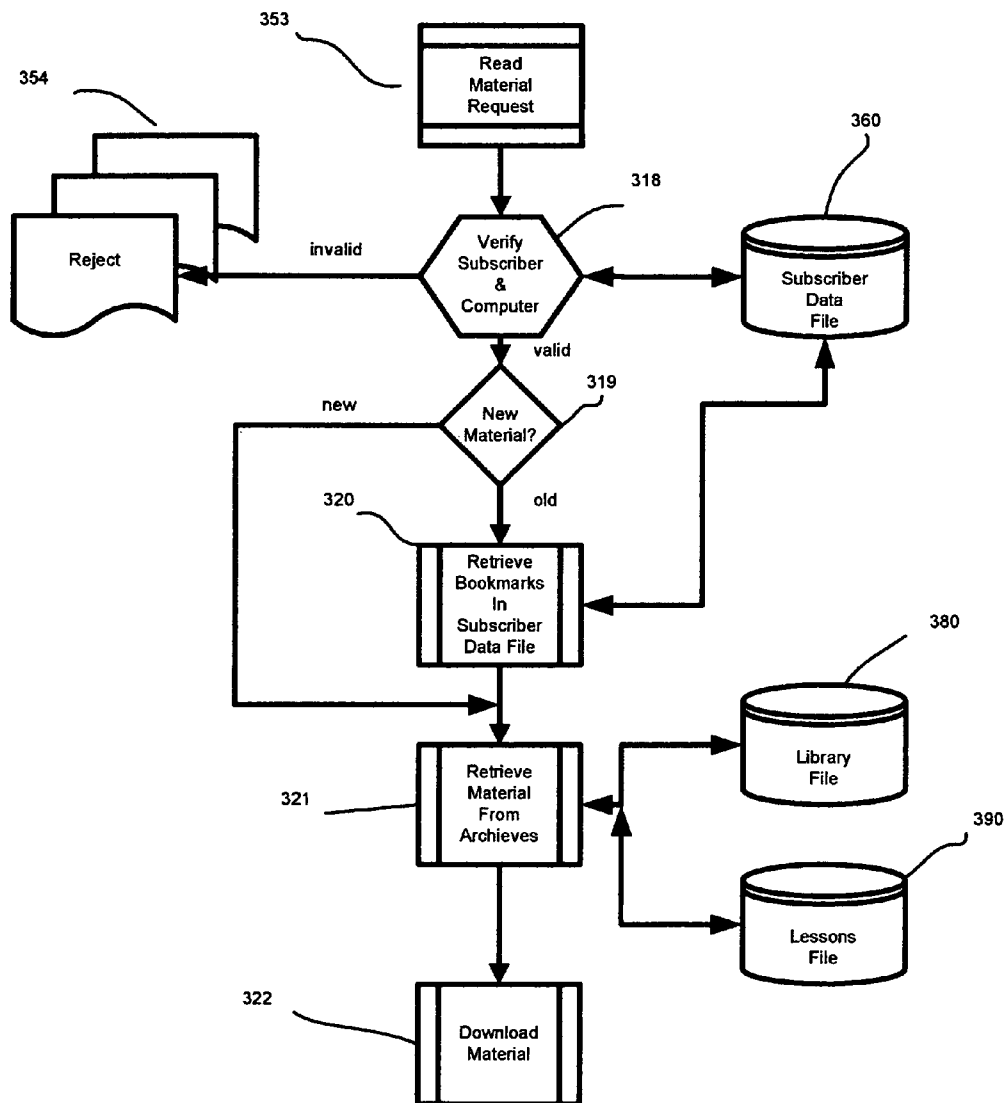 353
Read
Material
Request
354
Reject
invalid
318
Verify
Subscriber
&
Computer
360
Subscriber
Data
File
valid
319
New
Material?
new
old
320
Retrieve
Bookmarks
In
Subscriber
Data File
380
Library
File
321
Retrieve
Material
From
Archieves
390
Lessons
File
322
Download
Material